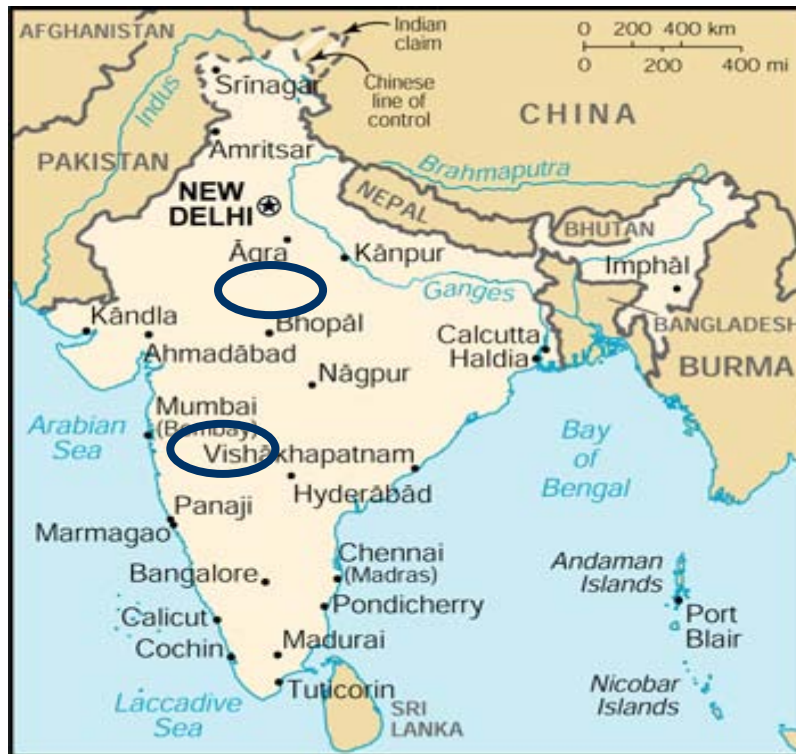 AFGHANISTAN
Indian
claim
0 200 400 km
0 200 400 mi
Chinese
line of
control
Srīnagar
Indus
CHINA
Amritsar
PAKISTAN
Brahmaputra
NEW
DELHI
NEPAL
BHUTAN
Āgra
Kānpur
Imphāl
Ganges
Kāndla
Bhopāl
Ahmadābād
Calcutta
Haldia
BANGLADESH
BURMA
Nāgpur
Mumbai
(Bombay)
Arabian
Sea
Vishākhapatnam
Bay
of
Bengal
Hyderābād
Panaji
Marmagao
Chennai
(Madras)
Andaman
Islands
Bangalore
Pondicherry
Calicut
Port
Blair
Cochin
Madurai
Laccadive
Sea
Tuticorin
Nicobar
Islands
SRI
LANKA